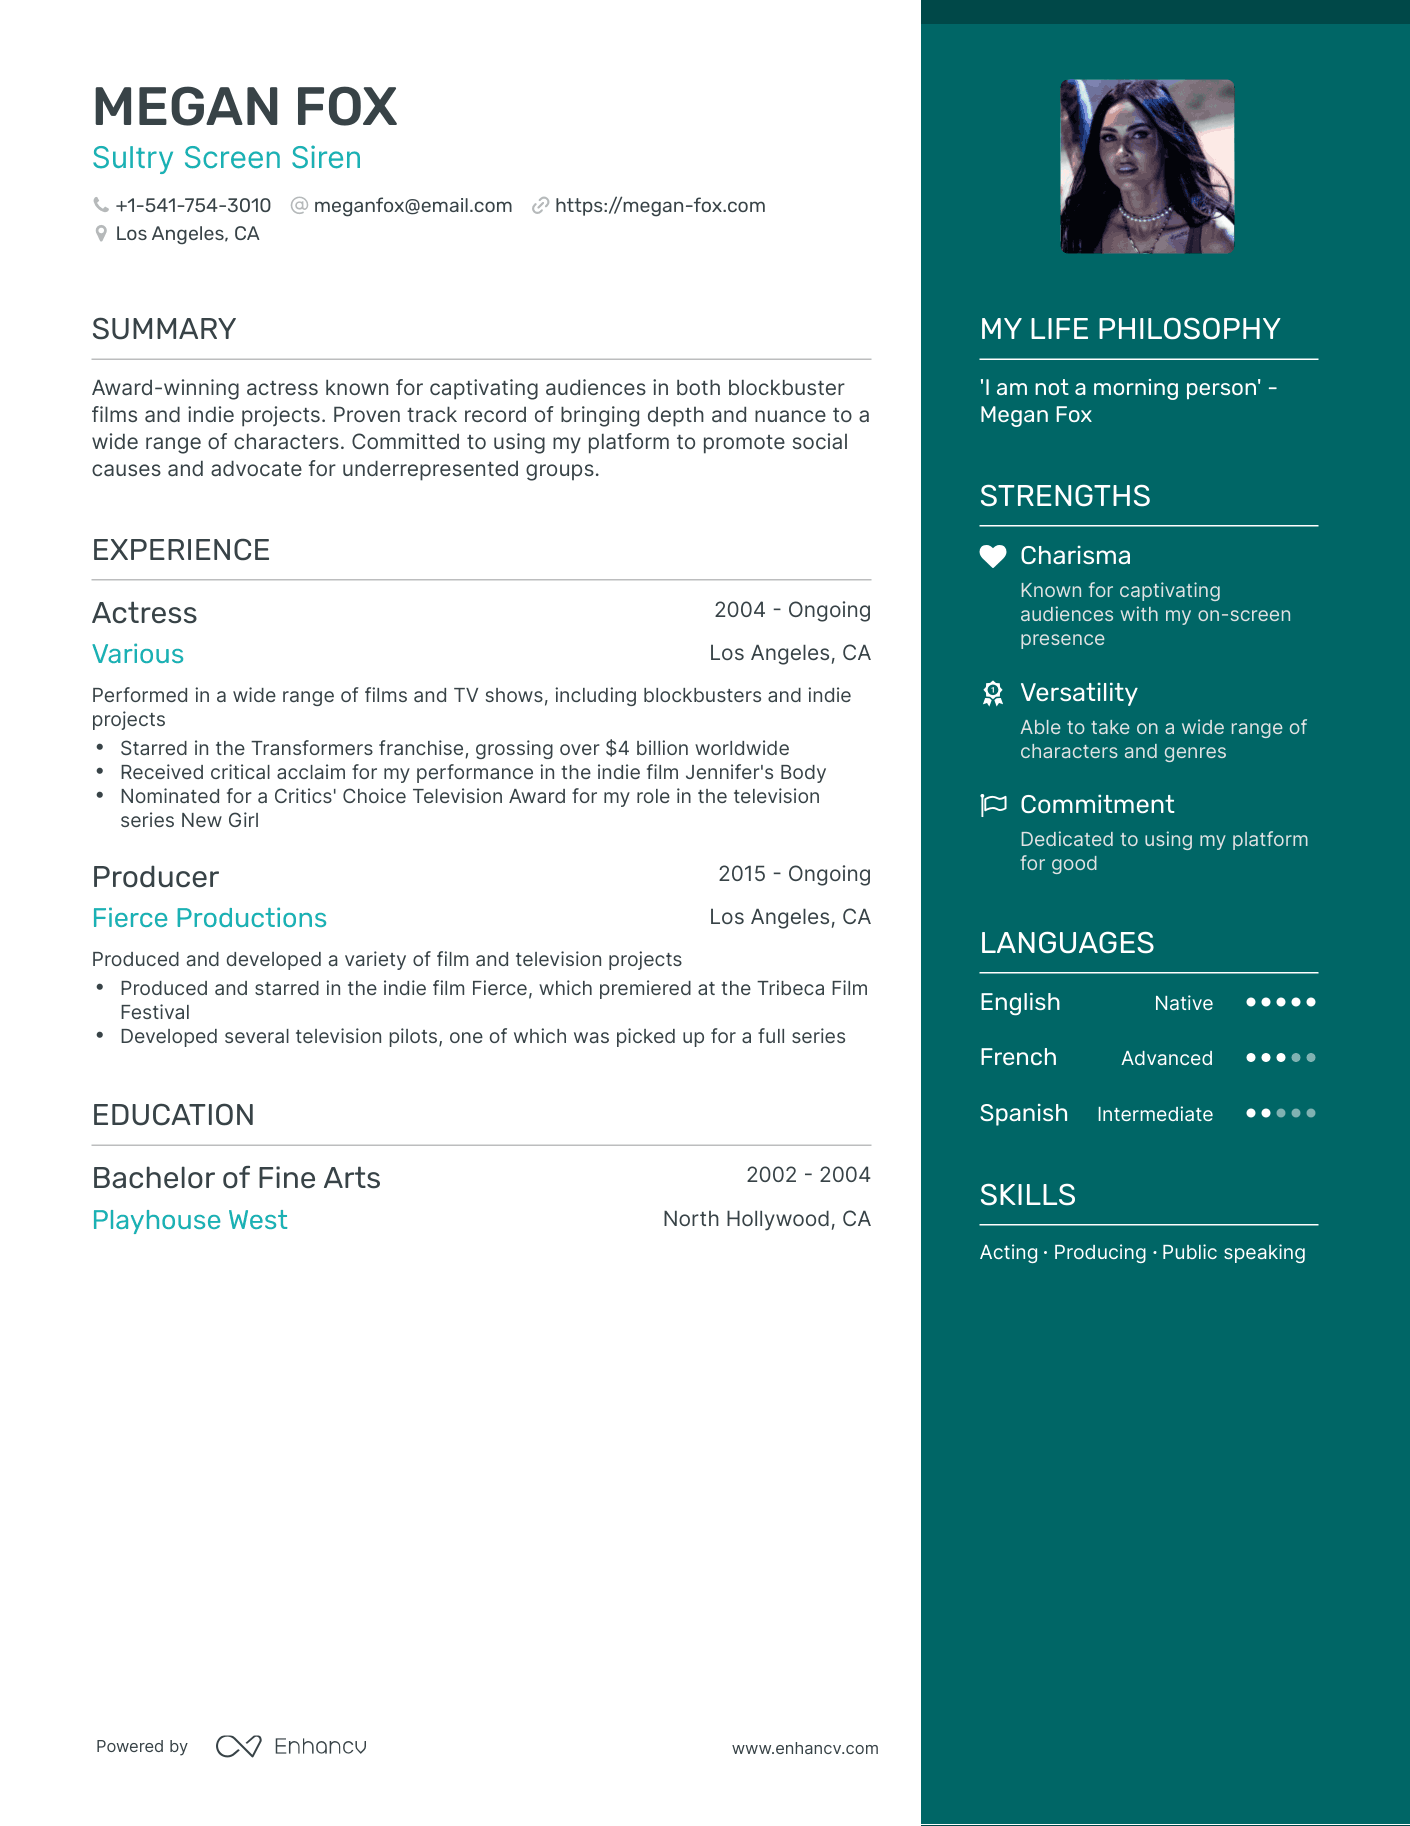 MEGAN FOX
Sultry Screen Siren
+1-541-754-3010 meganfox@email.com https://megan-fox.com
Los Angeles, CA
SUMMARY
Award-winning actress known for captivating audiences in both blockbuster
films and indie projects. Proven track record of bringing depth and nuance to a
wide range of characters. Committed to using my platform to promote social
causes and advocate for underrepresented groups.
EXPERIENCE
Actress 2004 - Ongoing
Various Los Angeles, CA
Performed in a wide range of films and TV shows, including blockbusters and indie
projects
• Starred in the Transformers franchise, grossing over $4 billion worldwide
• Received critical acclaim for my performance in the indie film Jennifer's Body
• Nominated for a Critics' Choice Television Award for my role in the television
series New Girl
Producer 2015 - Ongoing
Fierce Productions Los Angeles, CA
Produced and developed a variety of film and television projects
• Produced and starred in the indie film Fierce, which premiered at the Tribeca Film
Festival
• Developed several television pilots, one of which was picked up for a full series
EDUCATION
Bachelor of Fine Arts 2002 - 2004
Playhouse West North Hollywood, CA
MY LIFE PHILOSOPHY
'I am not a morning person' -
Megan Fox
STRENGTHS
Charisma
Known for captivating
audiences with my on-screen
presence
Versatility
Able to take on a wide range of
characters and genres
Commitment
Dedicated to using my platform
for good
LANGUAGES
English Native
French Advanced
Spanish Intermediate
SKILLS
Acting · Producing · Public speaking
Powered by Enhancv www.enhancv.com